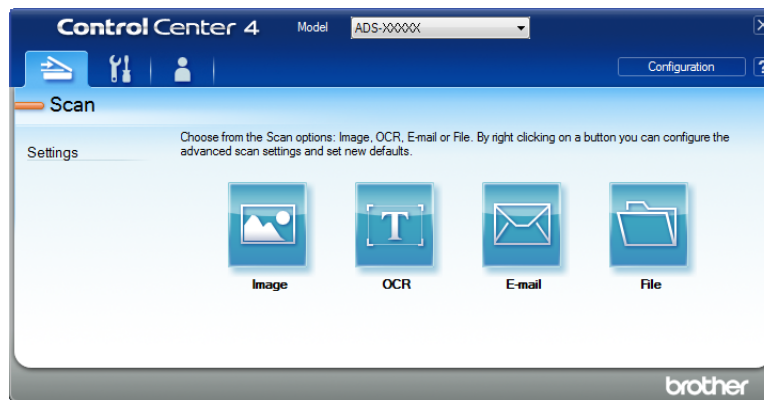 Control Center 4 Model ADS-XXXXX
Configuration ?
Scan
Settings
Choose from the Scan options: Image, OCR, E-mail or File. By right clicking on a button you can configure the
advanced scan settings and set new defaults.
T
Image OCR E-mail File
brother